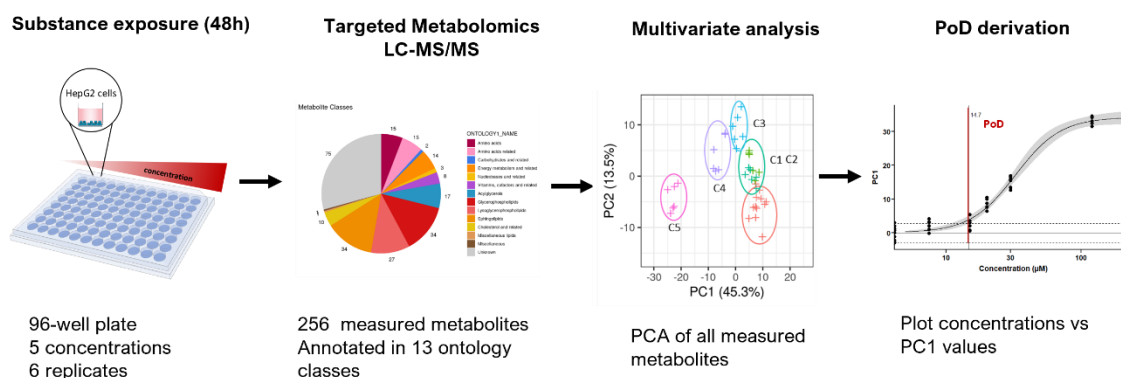 Substance exposure (48h)
HepG2 cells
concentration
96-well plate
5 concentrations
6 replicates
Targeted Metabolomics
LC-MS/MS
Metabolite Classes
75
15
15
2
14
3
6
17
34
27
34
13
1
ONTOLOGY1_NAME
Amino acids
Amino acids related
Carbohydrates and related
Energy metabolism and related
Nucleobases and related
Vitamins, cofactors and related
Acylglycerols
Glycerophospholipids
Lysoglycerophospholipids
Sphingolipids
Cholesterol and related
Miscellaneous lipids
Miscellaneous
Unknown
256 measured metabolites
Annotated in 13 ontology
classes
Multivariate analysis
PC2 (13.5%)
10
0
-10
C3
C1 C2
C4
C5
-30 -20 -10 0 10 20
PC1 (45.3%)
PCA of all measured
metabolites
PoD derivation
14.7
PoD
PC1
30
20
10
0
10 30 100
Concentration (µM)
Plot concentrations vs
PC1 values